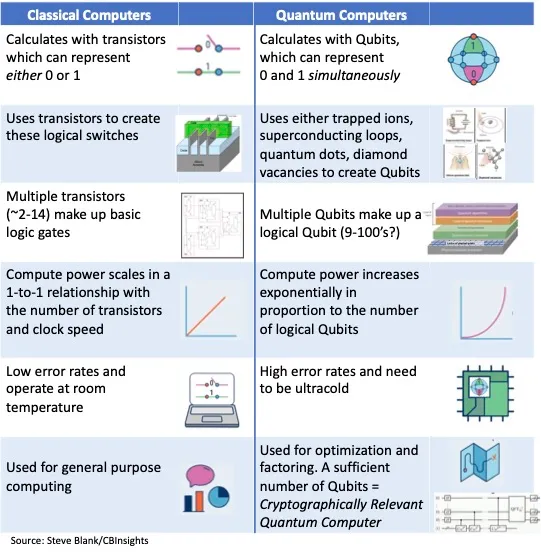 Classical Computers
Quantum Computers
Calculates with transistors
which can represent
either 0 or 1
0
1
Calculates with Qubits,
which can represent
0 and 1 simultaneously
1
0
Uses transistors to create
these logical switches
Uses either trapped ions,
superconducting loops,
quantum dots, diamond
vacancies to create Qubits
Multiple transistors
(~2-14) make up basic
logic gates
Multiple Qubits make up a
logical Qubit (9-100's?)
Compute power scales in a
1-to-1 relationship with
the number of transistors
and clock speed
Compute power increases
exponentially in
proportion to the number
of logical Qubits
Low error rates and
operate at room
temperature
0
1
High error rates and need
to be ultracold
Used for general purpose
computing
Used for optimization and
factoring. A sufficient
number of Qubits =
Cryptographically Relevant
Quantum Computer
Source: Steve Blank/CBInsights